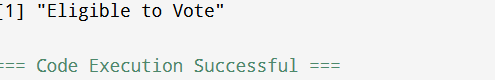 [1] "Eligible to Vote"
=== Code Execution Successful ===